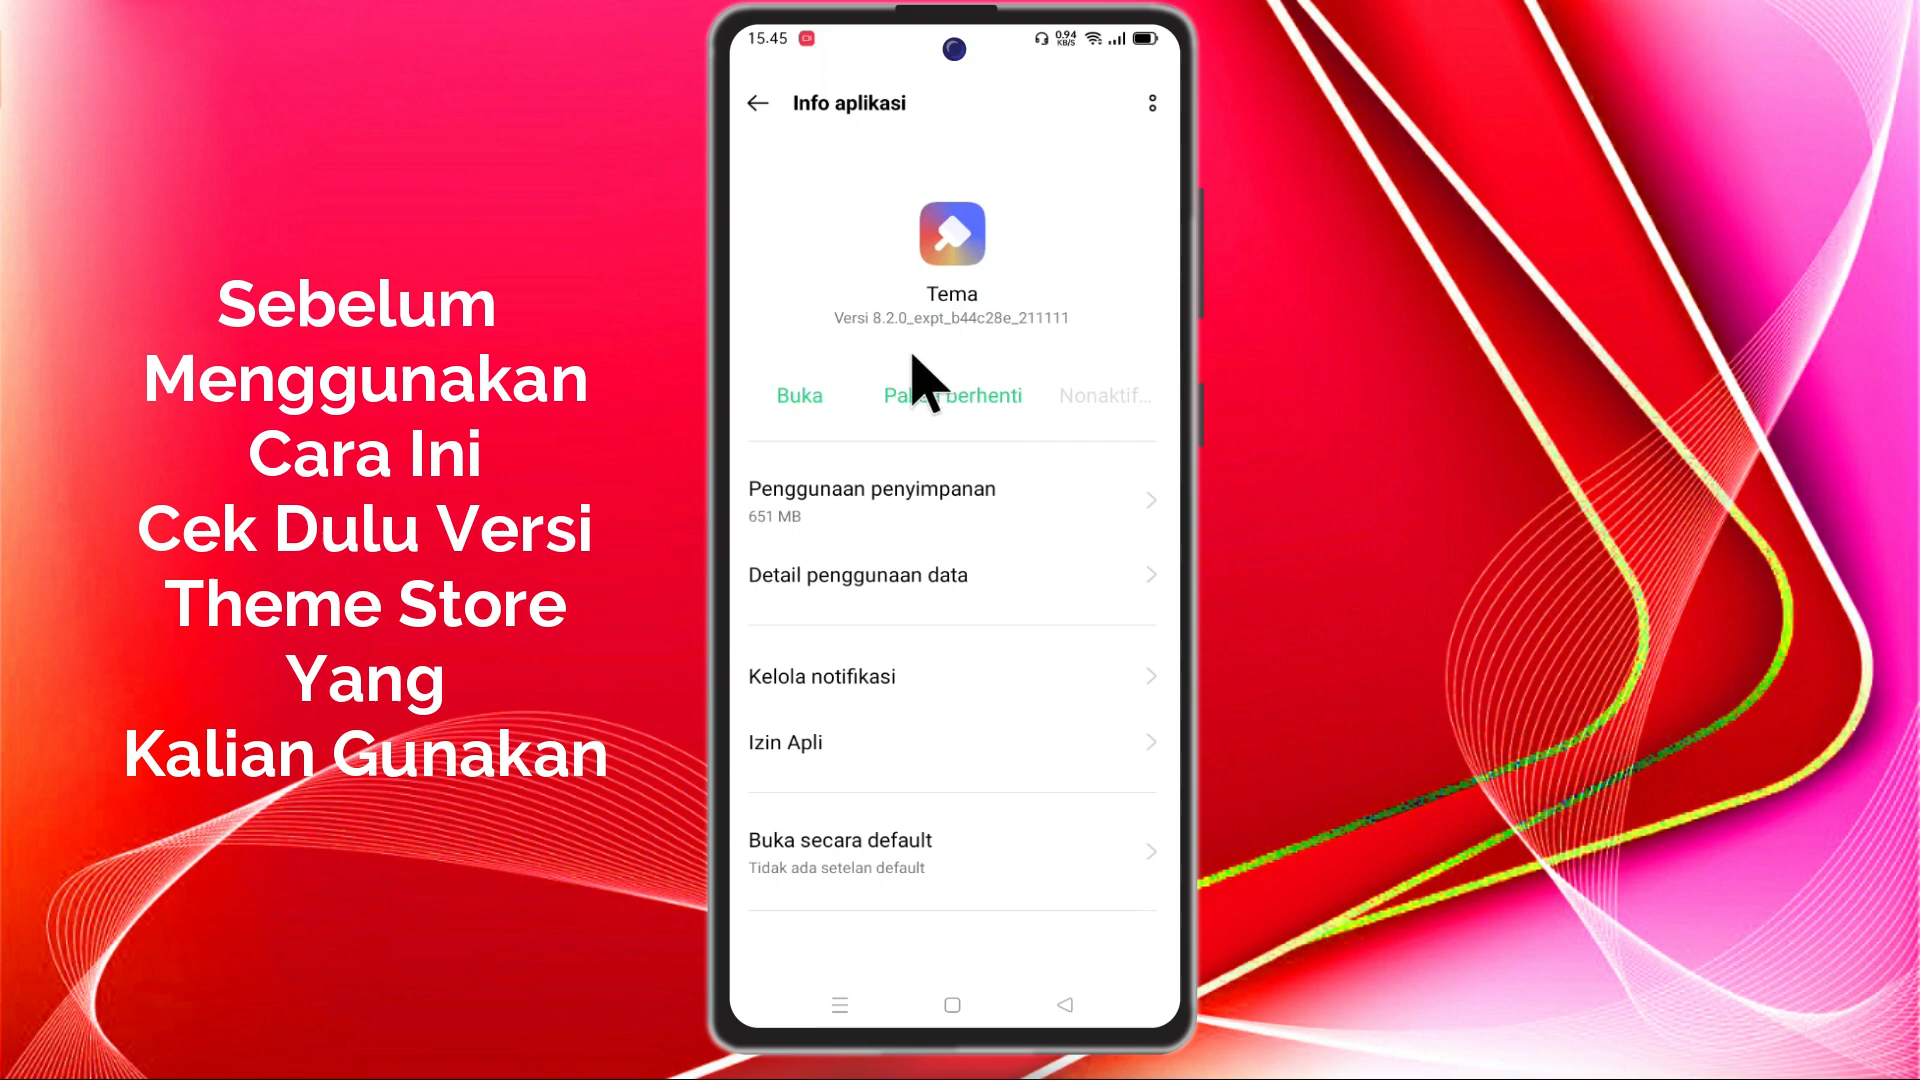 Sebelum
Menggunakan
Cara Ini
Cek Dulu Versi
Theme Store
Yang
Kalian Gunakan
15.45
0.94
KB/S
Info aplikasi
Tema
Versi 8.2.0_expt_b44c28e_211111
Buka
berhenti
Nonaktif...
Penggunaan penyimpanan
651 MB
Detail penggunaan data
Kelola notifikasi
Izin Apli
Buka secara default
Tidak ada setelan default